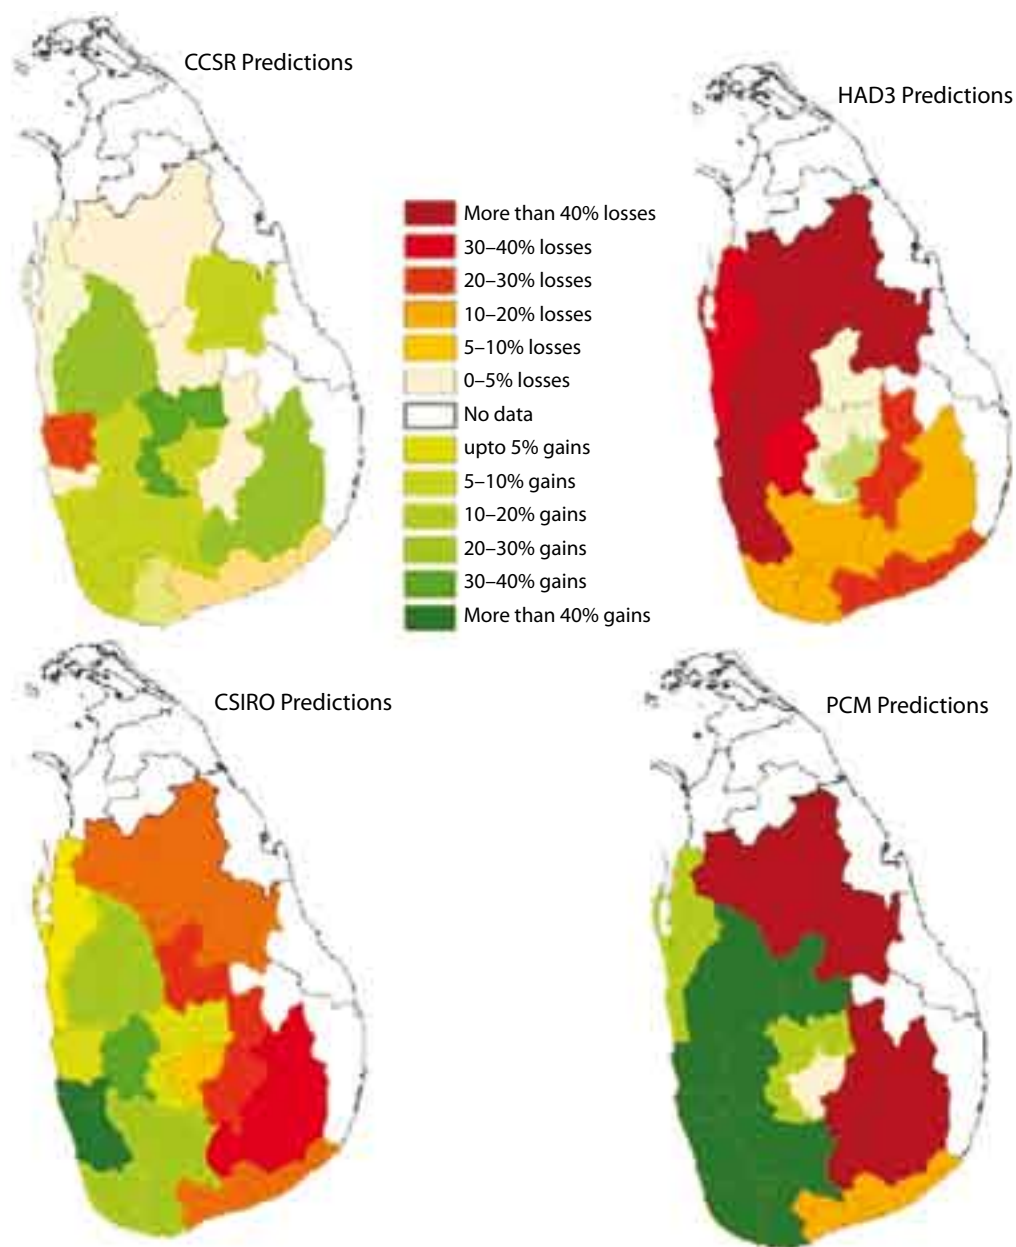 CCSR Predictions
HAD3 Predictions
More than 40% losses
30–40% losses
20–30% losses
10–20% losses
5–10% losses
0–5% losses
No data
upto 5% gains
5–10% gains
10–20% gains
20–30% gains
30–40% gains
More than 40% gains
CSIRO Predictions
PCM Predictions